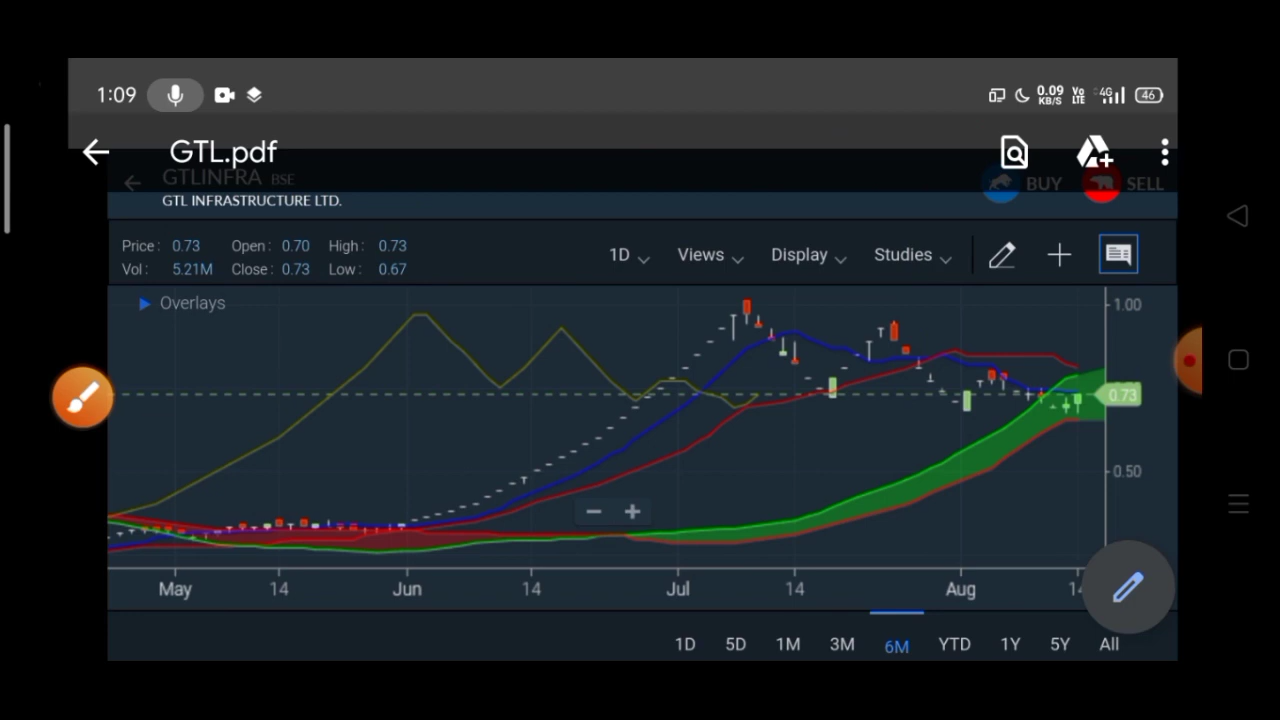 1:09 0.09 KB/S Vo LTE 4G 46
GTL.pdf
GTLINFRA BSE BUY SELL
GTL INFRASTRUCTURE LTD.
Price: 0.73 Open: 0.70 High: 0.73
Vol: 5.21M Close: 0.73 Low: 0.67
1D Views Display Studies
Overlays
1.00
0.73
0.50
May 14 Jun 14 Jul 14 Aug
1D 5D 1M 3M 6M YTD 1Y 5Y All